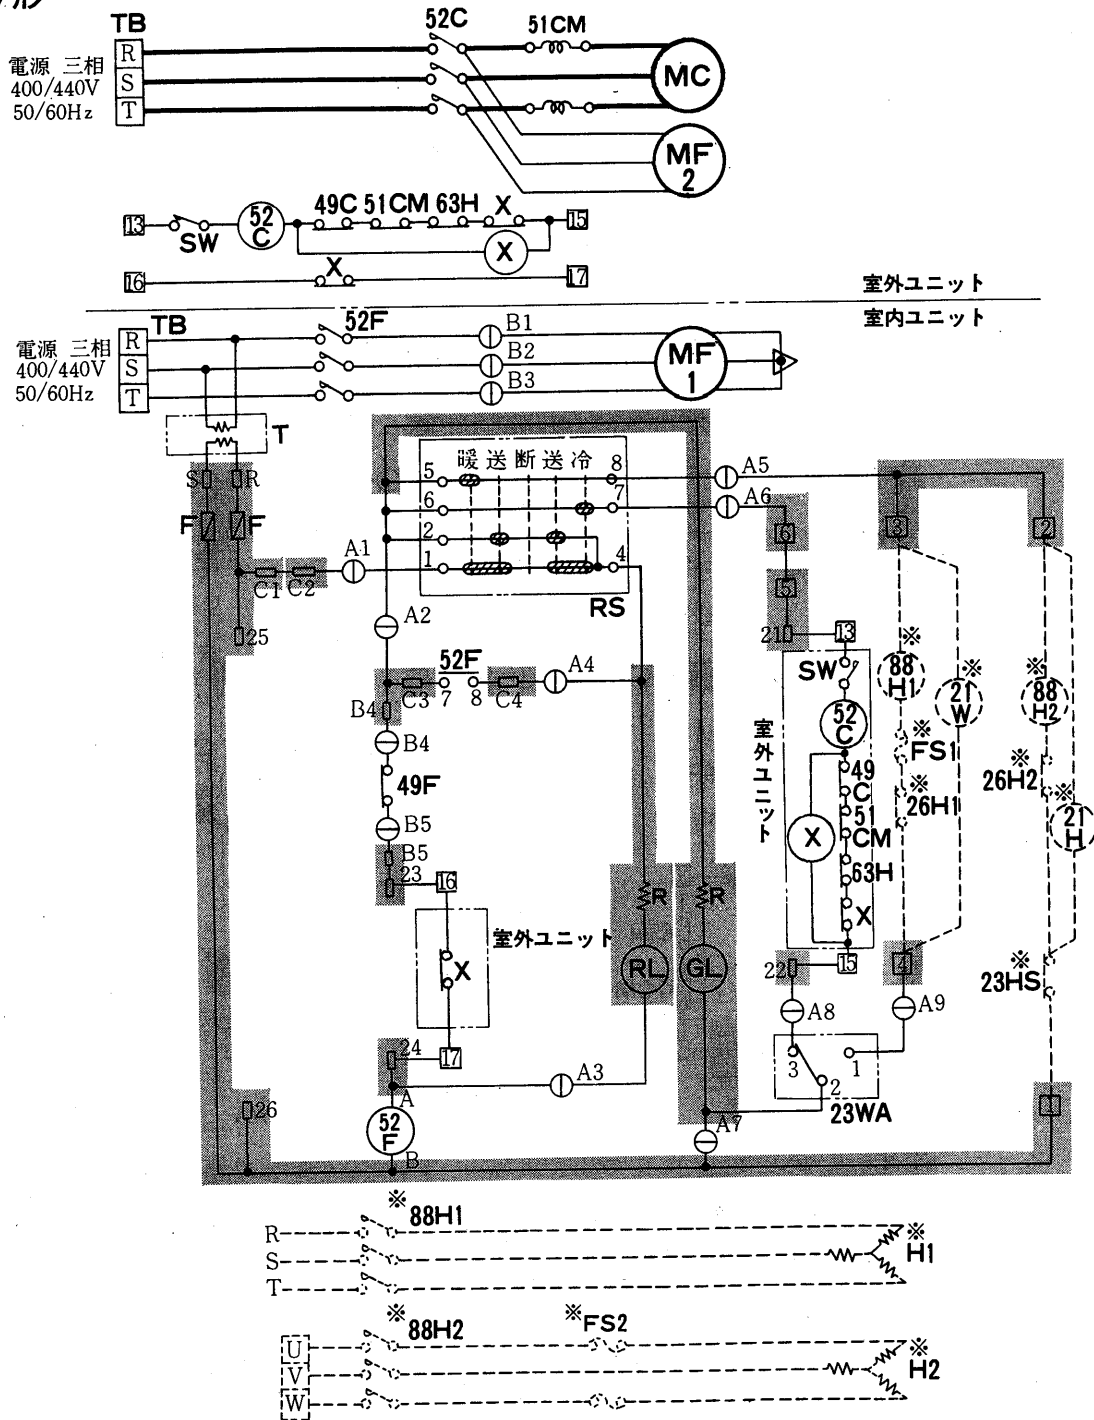 TB
52C
51CM
電源 三相
400/440V
50/60Hz
R
S
T
MC
MF
2
49C 51CM 63H X
13
SW
52
C
X
15
16
X
17
室外ユニット
室内ユニット
TB
52F
B1
電源 三相
400/440V
50/60Hz
R
S
T
B2
B3
MF
1
T
暖 送 断 送 冷
5
8
6
7
2
1
4
RS
S
R
F
F
A1
C1
C2
25
A2
A5
A6
6
3
2
5
21
13
52F
A4
C3
7
8
C4
B4
B4
49F
B5
B5
23
16
室外ユニット
X
24
17
A3
A
52
F
B
26
R
RL
R
GL
SW
52
C
室外ユニット
49
C
51
CM
X
63H
X
15
22
※
88
H1
※
21
W
※
FS1
※
26H1
※
88
H2
※
26H2
※
21
H
※
23HS
4
A8
A9
3
1
2
23WA
A7
1
※
88H1
R
S
T
※
H1
※
88H2
※
FS2
U
V
W
※
H2